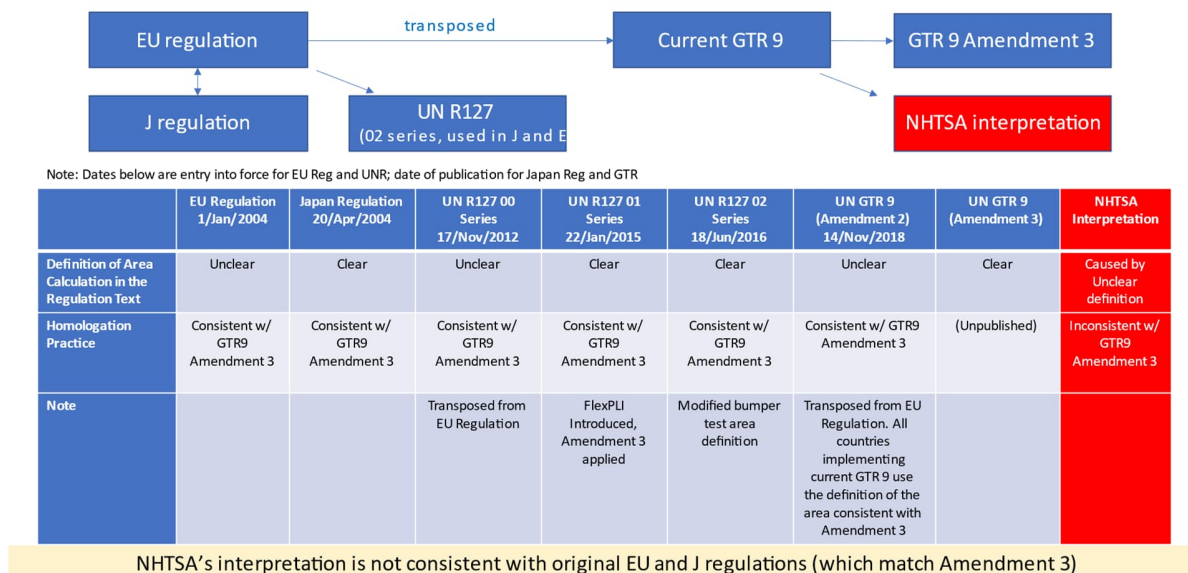 EU regulation
transposed
Current GTR 9
GTR 9 Amendment 3
J regulation
UN R127
(02 series, used in J and E
NHTSA interpretation
Note: Dates below are entry into force for EU Reg and UNR; date of publication for Japan Reg and GTR
EU Regulation
1/Jan/2004
Japan Regulation
20/Apr/2004
UN R127 00
Series
17/Nov/2012
UN R127 01
Series
22/Jan/2015
UN R127 02
Series
18/Jun/2016
UN GTR 9
(Amendment 2)
14/Nov/2018
UN GTR 9
(Amendment 3)
NHTSA
Interpretation
Definition of Area
Calculation in the
Regulation Text
Unclear
Clear
Unclear
Clear
Clear
Unclear
Clear
Caused by
Unclear
definition
Homologation
Practice
Consistent w/
GTR9
Amendment 3
Consistent w/
GTR9
Amendment 3
Consistent w/
GTR9
Amendment 3
Consistent w/
GTR9
Amendment 3
Consistent w/
GTR9
Amendment 3
Consistent w/ GTR9
Amendment 3
(Unpublished)
Inconsistent w/
GTR9
Amendment 3
Note
Transposed from
EU Regulation
FlexPLI
Introduced,
Amendment 3
applied
Modified bumper
test area
definition
Transposed from EU
Regulation. All
countries
implementing
current GTR 9 use
the definition of the
area consistent with
Amendment 3
NHTSA's interpretation is not consistent with original EU and J regulations (which match Amendment 3)